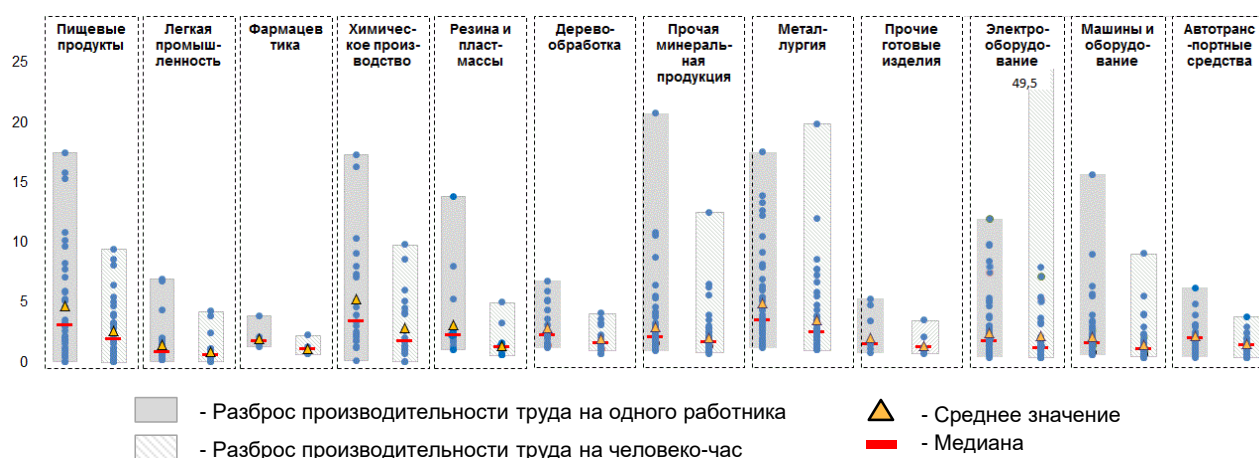 Пищевые
продукты
Легкая
промыш-
ленность
Фармацев
тика
Химичес-
кое произ-
водство
Резина и
пласт-
массы
Дерево-
обработка
Прочая
минераль-
ная
продукция
Метал-
лургия
Прочие
готовые
изделия
Электро-
оборудо-
вание
Машины и
оборудо-
вание
Автотранс
-портные
средства
25
20
15
10
5
0
49,5
- Разброс производительности труда на одного работника
- Разброс производительности труда на человеко-час
- Среднее значение
- Медиана